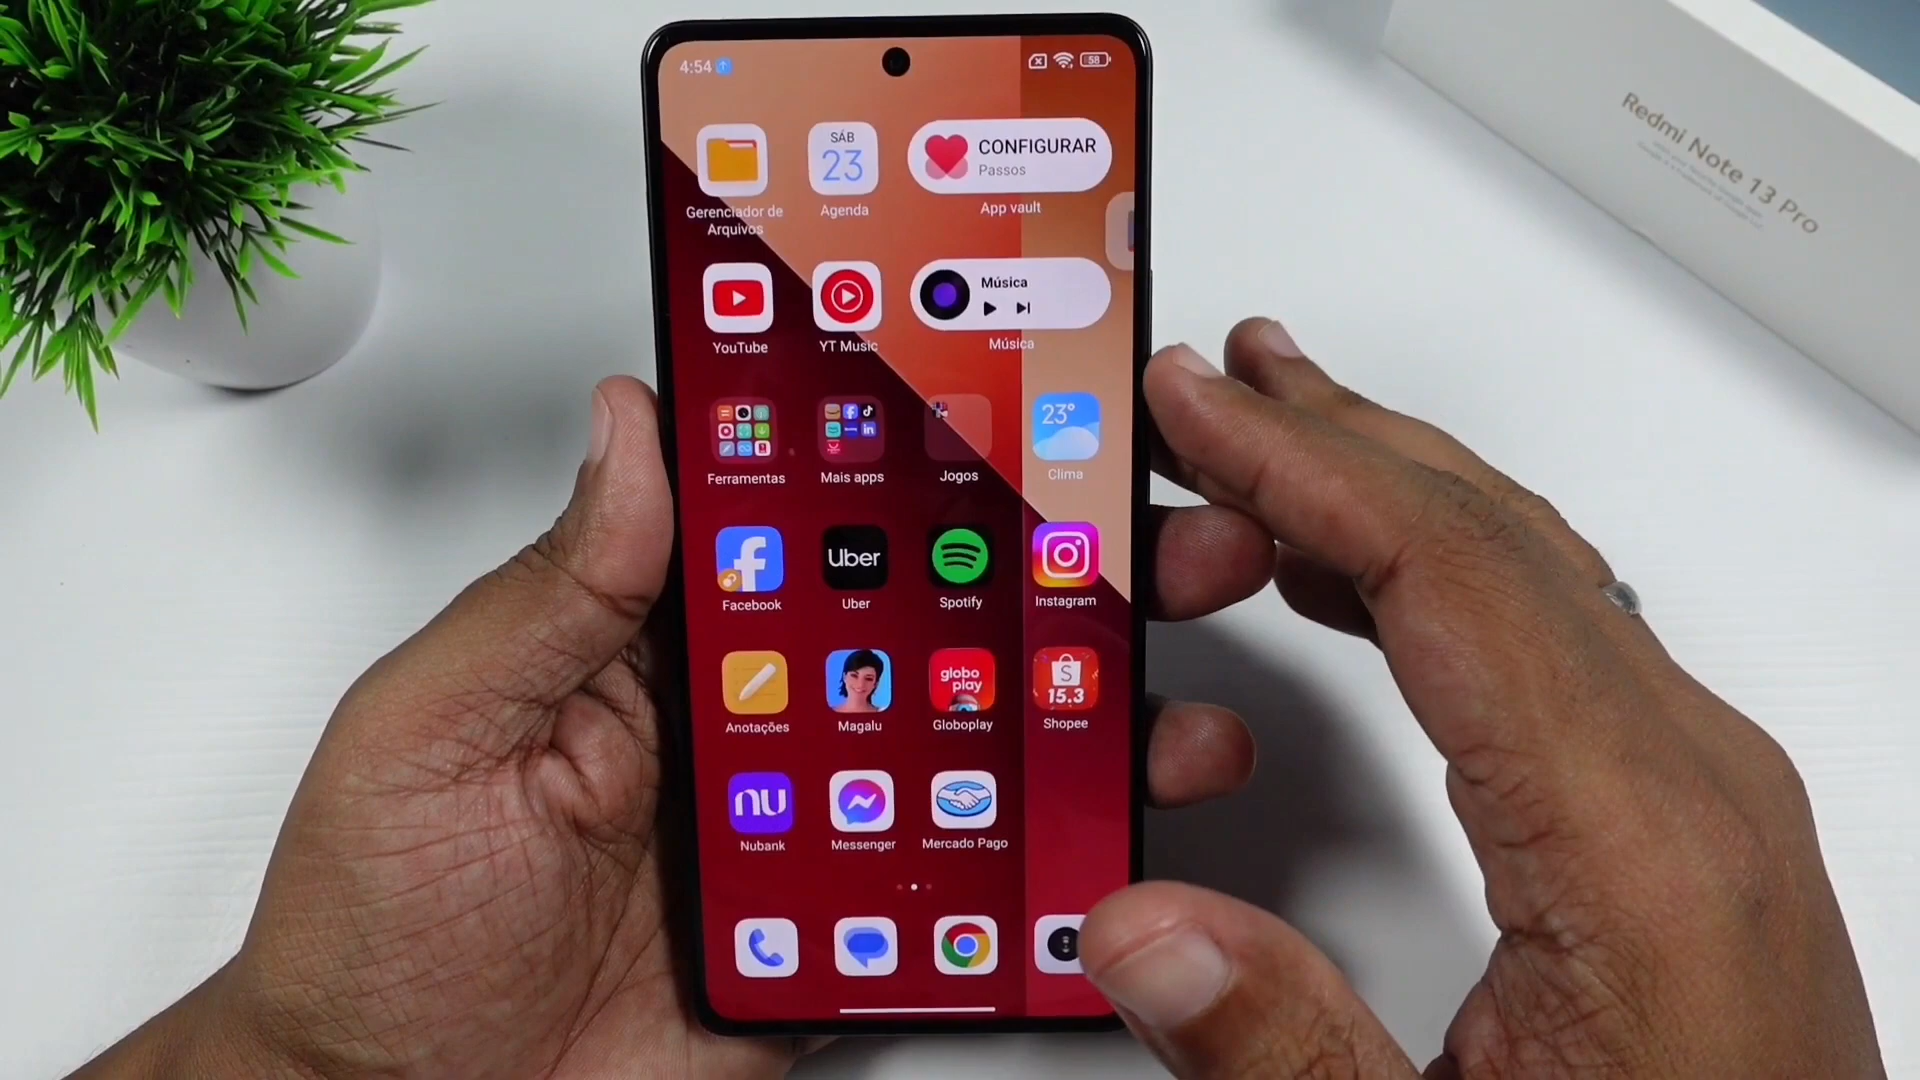 4:54
58
SÁB
23
CONFIGURAR
Passos
Gerenciador de
Arquivos
Agenda
App vault
Música
YouTube
YT Music
Música
23°
Ferramentas
Mais apps
Jogos
Clima
Uber
Facebook
Uber
Spotify
Instagram
globo
play
S
15.3
Anotações
Magalu
Globoplay
Shopee
nu
Nubank
Messenger
Mercado Pago
Redmi Note 13 Pro